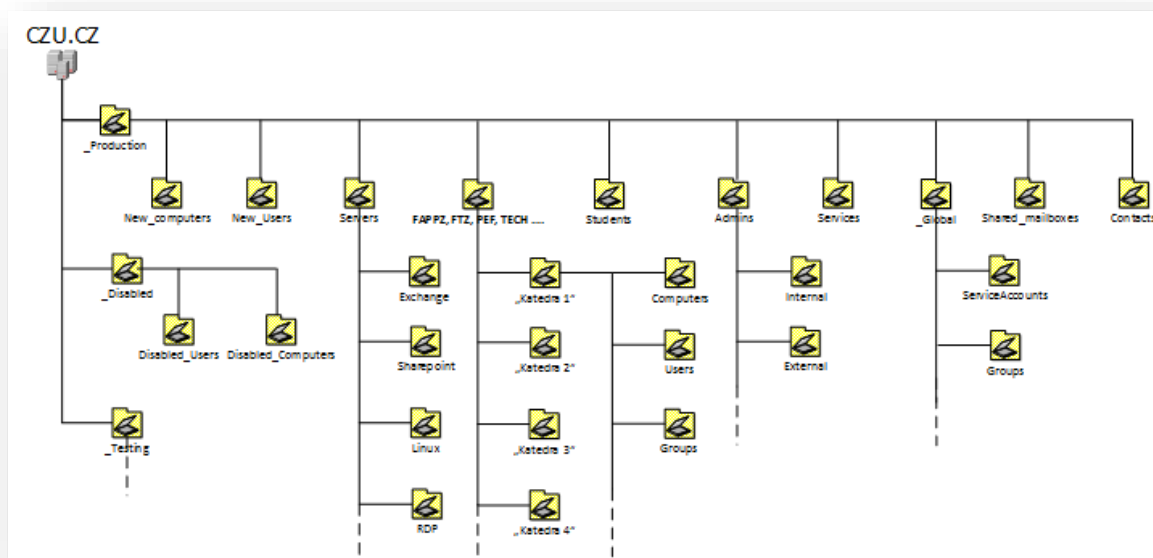 CZU.CZ
_Production
New_computers
New_Users
Servers
FAPPZ, FTZ, PEF, TECH ....
Students
Admins
Services
_Global
Shared_mailboxes
Contacts
_Disabled
Exchange
„Katedra 1“
Computers
Internal
ServiceAccounts
Disabled_Users
Disabled_Computers
Sharepoint
„Katedra 2“
Users
External
Groups
_Testing
Linux
„Katedra 3“
Groups
RDP
„Katedra 4“